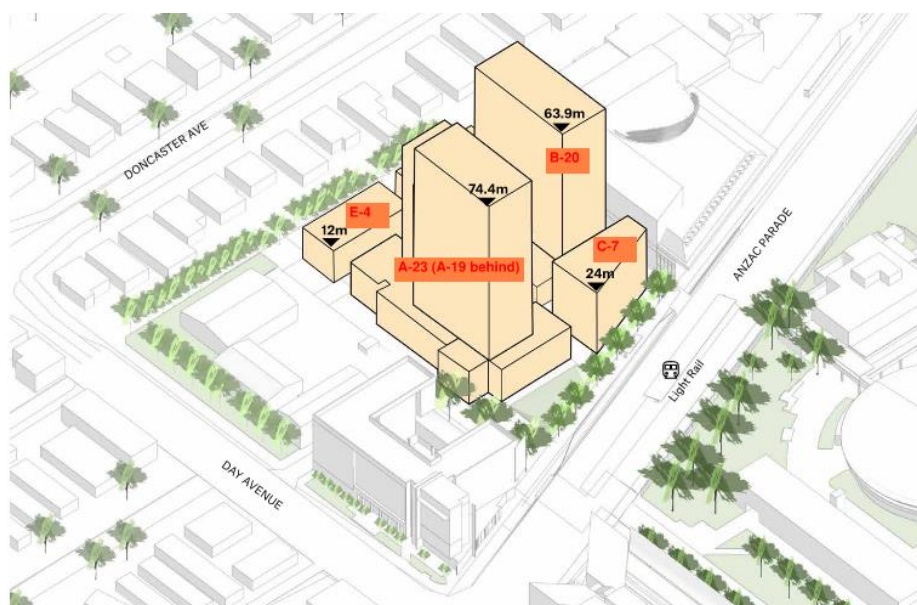 63.9m
B-20
DONCASTER AVE
74.4m
E-4
12m
C-7
ANZAC PARADE
A-23 (A-19 behind)
24m
Light Rail
DAY AVENUE